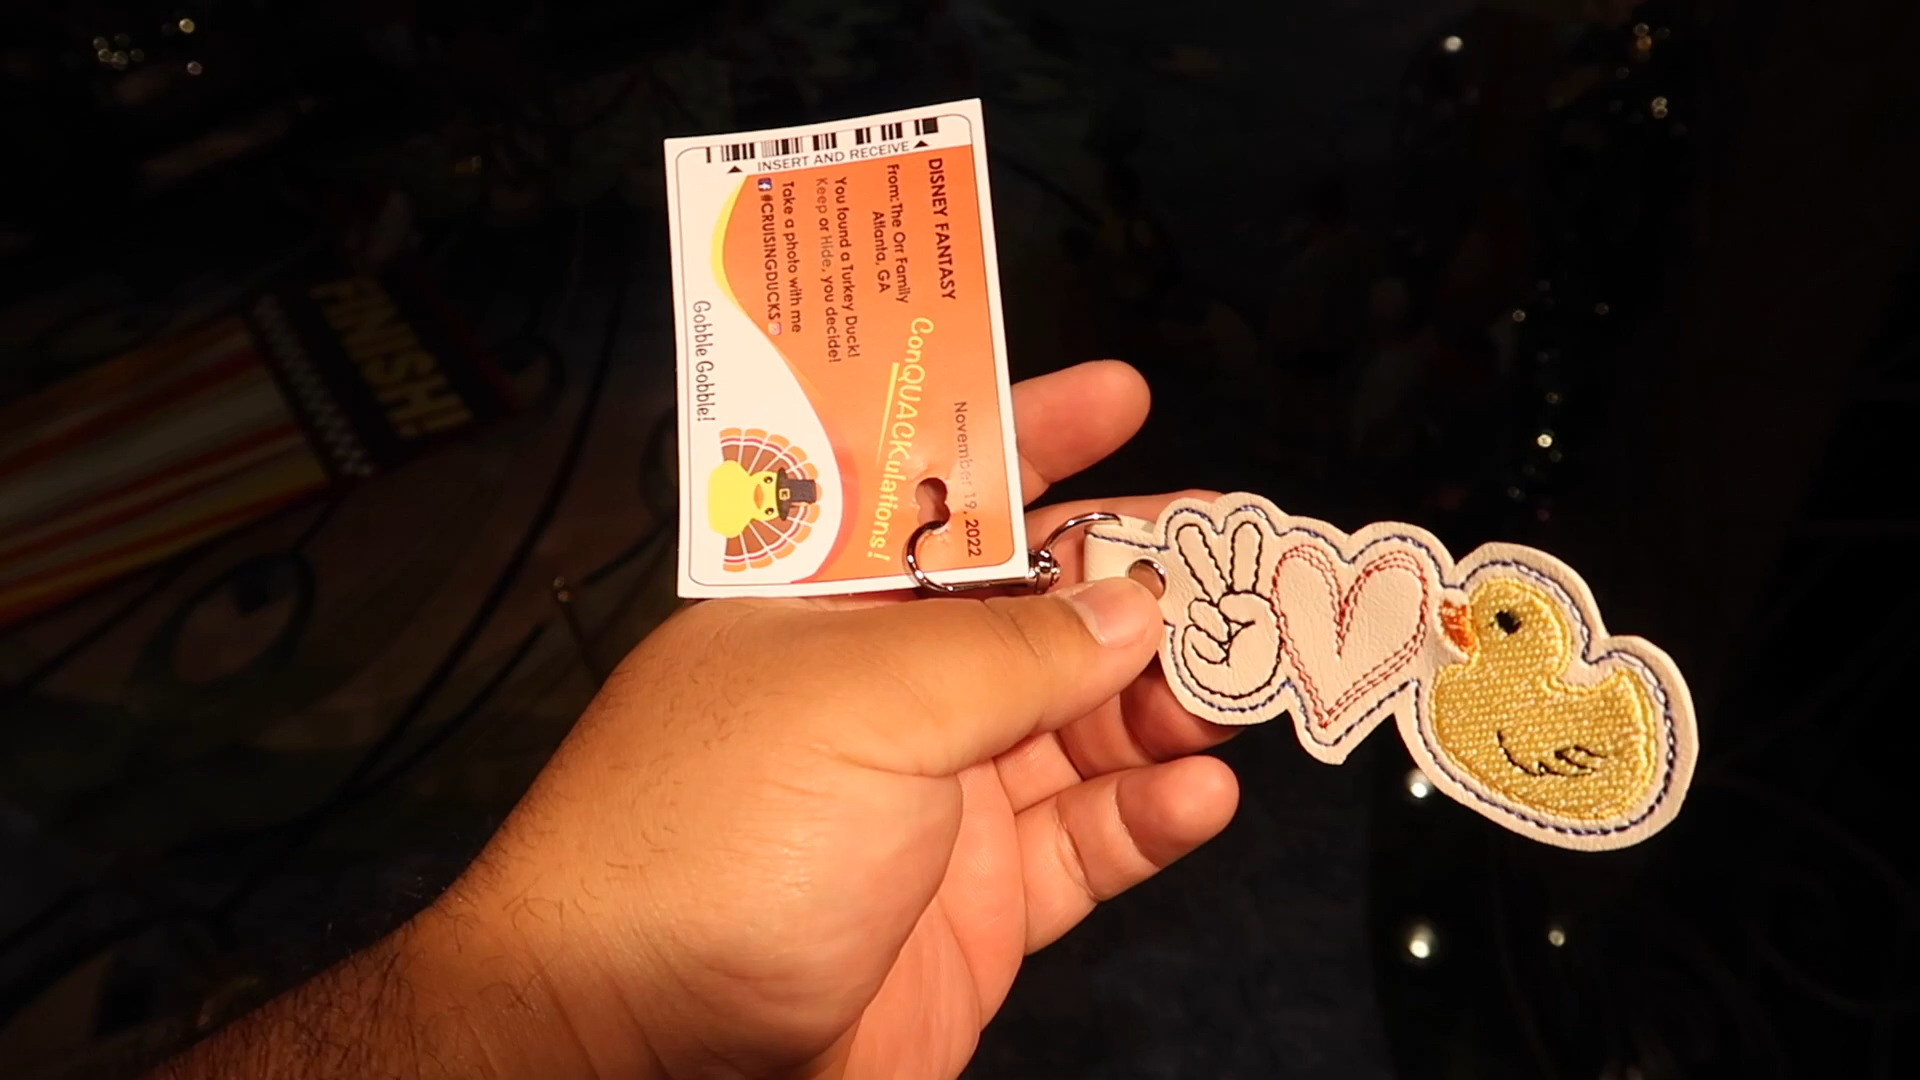 INSERT AND RECEIVE
DISNEY FANTASY
November 19, 2022
From: The Orr Family
Atlanta, GA
ConQUACKulations!
You found a Turkey Duck!
Keep or Hide, you decide!
Take a photo with me
#CRUISINGDUCKS
Gobble Gobble!
FINISH!